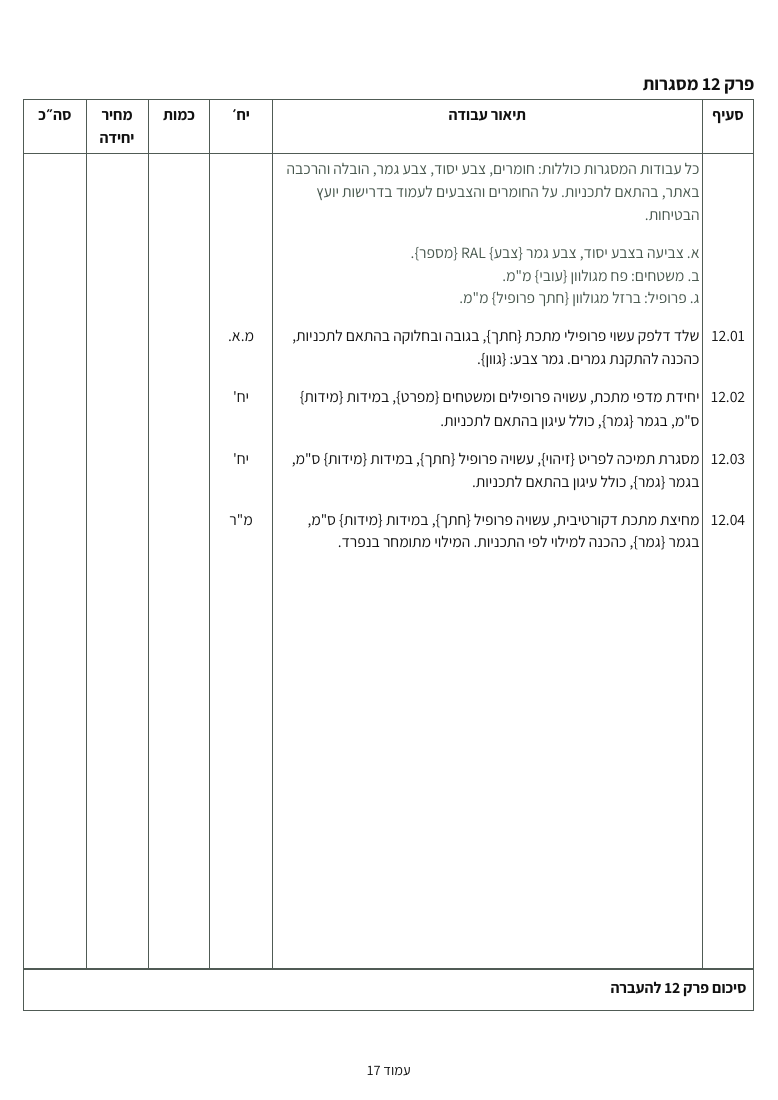 פרק 12 מסגרות
סעיף תיאור עבודה יח׳ כמות מחיר יחידה סה״כ
כל עבודות המסגרות כוללות: חומרים, צבע יסוד, צבע גמר, הובלה והרכבה
באתר, בהתאם לתכניות. על החומרים והצבעים לעמוד בדרישות יועץ
הבטיחות.
א. צביעה בצבע יסוד, צבע גמר {צבע} RAL {מספר}.
ב. משטחים: פח מגולוון {עובי} מ"מ.
ג. פרופיל: ברזל מגולוון {חתך פרופיל} מ"מ.
12.01 שלד דלפק עשוי פרופילי מתכת {חתך}, בגובה ובחלוקה בהתאם לתכניות, מ.א.
כהכנה להתקנת גמרים. גמר צבע: {גוון}.
12.02 יחידת מדפי מתכת, עשויה פרופילים ומשטחים {מפרט}, במידות {מידות} יח'
ס"מ, בגמר {גמר}, כולל עיגון בהתאם לתכניות.
12.03 מסגרת תמיכה לפריט {זיהוי}, עשויה פרופיל {חתך}, במידות {מידות} ס"מ, יח'
בגמר {גמר}, כולל עיגון בהתאם לתכניות.
12.04 מחיצת מתכת דקורטיבית, עשויה פרופיל {חתך}, במידות {מידות} ס"מ, מ"ר
בגמר {גמר}, כהכנה למילוי לפי התכניות. המילוי מתומחר בנפרד.
סיכום פרק 12 להעברה
עמוד 17